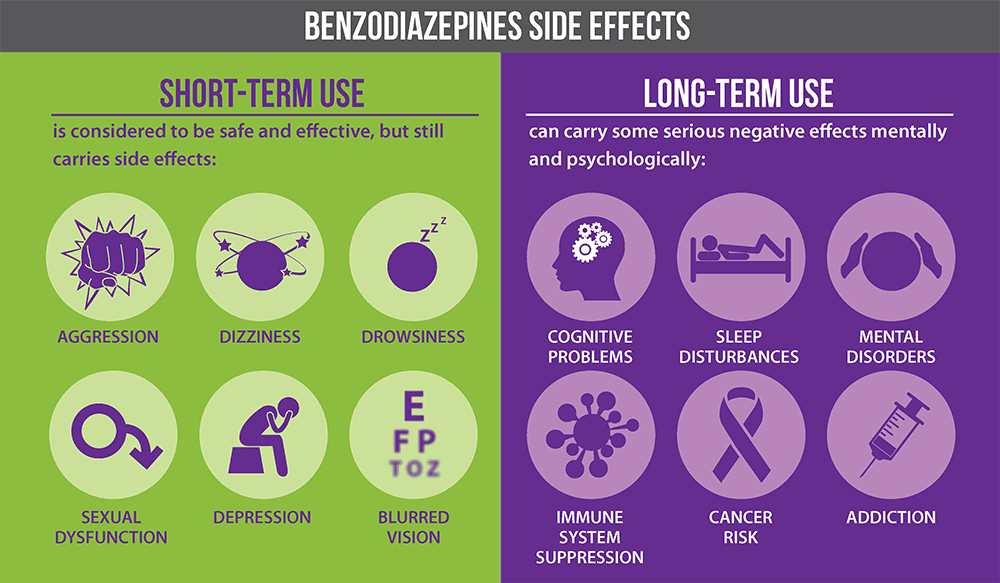 BENZODIAZEPINES SIDE EFFECTS
SHORT-TERM USE
is considered to be safe and effective, but still
carries side effects:
AGGRESSION
DIZZINESS
z z z
DROWSINESS
SEXUAL
DYSFUNCTION
DEPRESSION
E
F P
T O Z
BLURRED
VISION
LONG-TERM USE
can carry some serious negative effects mentally
and psychologically:
COGNITIVE
PROBLEMS
SLEEP
DISTURBANCES
MENTAL
DISORDERS
IMMUNE
SYSTEM
SUPPRESSION
CANCER
RISK
ADDICTION